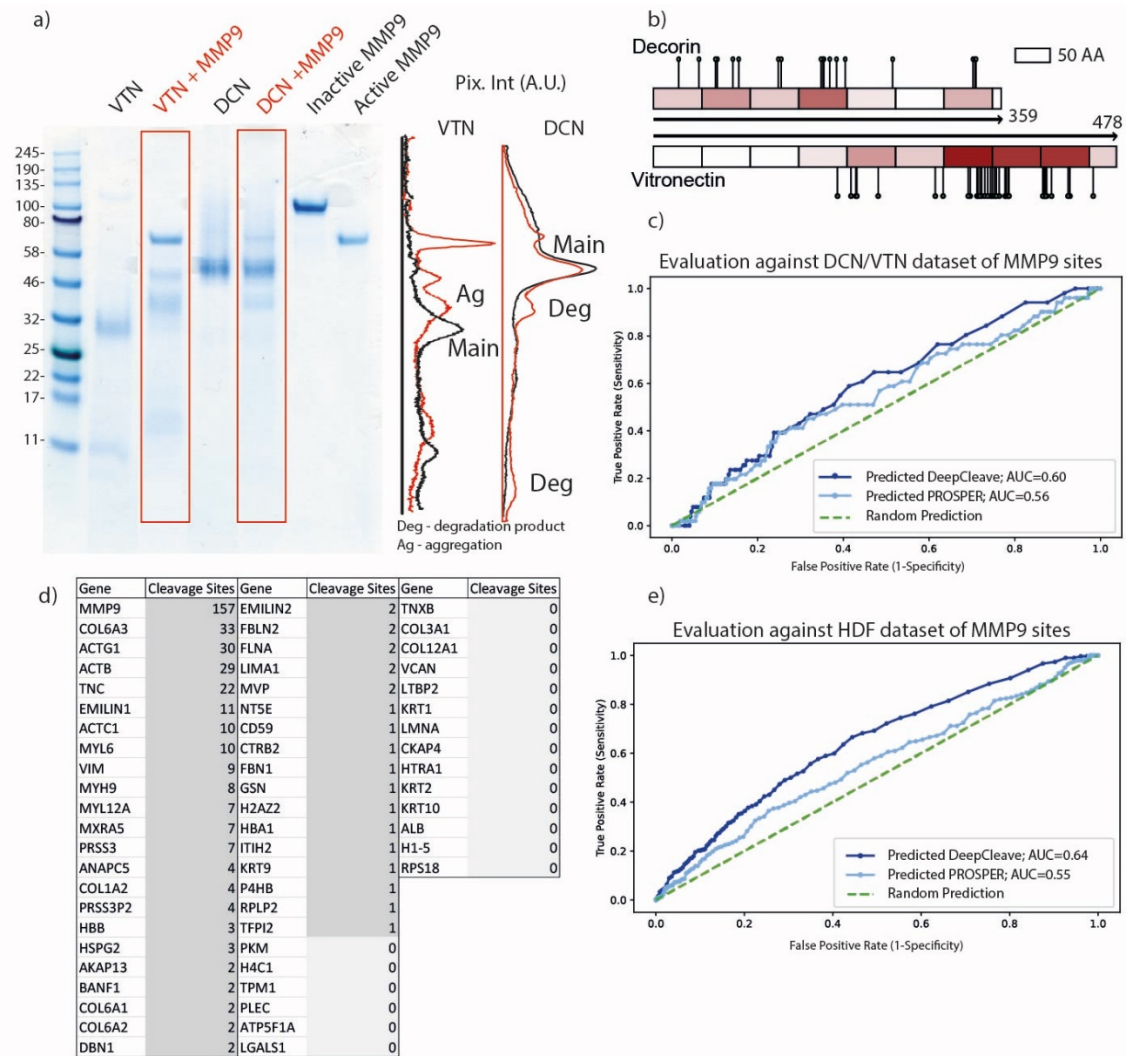 a)
VTN
VTN + MMP9
DCN
DCN +MMP9
Inactive MMP9
Active MMP9
245-
190-
135-
100-
80-
58-
46-
32-
25-
22-
17-
11-
Pix. Int (A.U.)
VTN DCN
Main
Ag
Deg
Main
Deg
Deg - degradation product
Ag - aggregation
b)
Decorin
50 AA
359
478
Vitronectin
c)
Evaluation against DCN/VTN dataset of MMP9 sites
True Positive Rate (Sensitivity)
1.0
0.8
0.6
0.4
0.2
0.0
Predicted DeepCleave; AUC=0.60
Predicted PROSPER; AUC=0.56
Random Prediction
0.0 0.2 0.4 0.6 0.8 1.0
False Positive Rate (1-Specificity)
d)
Gene Cleavage Sites Gene Cleavage Sites Gene Cleavage Sites
MMP9 157 EMILIN2 2 TNXB 0
COL6A3 33 FBLN2 2 COL3A1 0
ACTG1 30 FLNA 2 COL12A1 0
ACTB 29 LIMA1 2 VCAN 0
TNC 22 MVP 2 LTBP2 0
EMILIN1 11 NT5E 1 KRT1 0
ACTC1 10 CD59 1 LMNA 0
MYL6 10 CTRB2 1 CKAP4 0
VIM 9 FBN1 1 HTRA1 0
MYH9 8 GSN 1 KRT2 0
MYL12A 7 H2AZ2 1 KRT10 0
MXRA5 7 HBA1 1 ALB 0
PRSS3 7 ITIH2 1 H1-5 0
ANAPC5 4 KRT9 1 RPS18 0
COL1A2 4 P4HB 1
PRSS3P2 4 RPLP2 1
HBB 3 TFPI2 1
HSPG2 3 PKM 0
AKAP13 2 H4C1 0
BANF1 2 TPM1 0
COL6A1 2 PLEC 0
COL6A2 2 ATP5F1A 0
DBN1 2 LGALS1 0
e)
Evaluation against HDF dataset of MMP9 sites
True Positive Rate (Sensitivity)
1.0
0.8
0.6
0.4
0.2
0.0
Predicted DeepCleave; AUC=0.64
Predicted PROSPER; AUC=0.55
Random Prediction
0.0 0.2 0.4 0.6 0.8 1.0
False Positive Rate (1-Specificity)